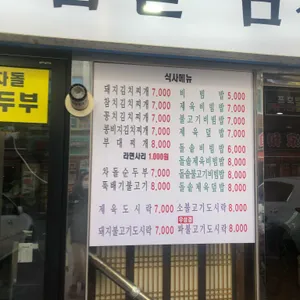 차돌
두부
식사메뉴
돼지김치찌개 7,000
참치김치찌개 7,000
꽁치김치찌개 7,000
콩비지김치찌개 7,000
부대찌개 8,000
라면사리 1,000원
차돌순두부 7,000
뚝배기불고기 8,000
비빔밥 5,000
제육비빔밥 7,000
불고기비빔밥 7,000
제육덮밥 7,000
돌솥비빔밥 6,000
돌솥제육비빔밥 8,000
돌솥불고기비빔밥 8,000
돌솥제육덮밥 8,000
제육도시락 7,000
돼지불고기도시락 7,000
소불고기도시락 8,000
파불고기도시락 8,000